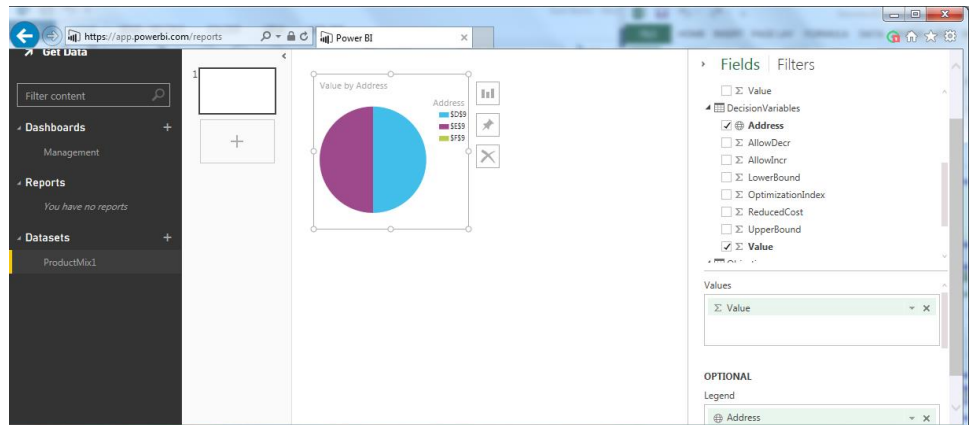 https://app.powerbi.com/reports
Power BI
Get Data
Filter content
Dashboards
Management
Reports
You have no reports
Datasets
ProductMix1
1
Value by Address
Address
$D$9
$E$9
$F$9
Fields | Filters
Σ Value
DecisionVariables
Address
Σ AllowDecr
Σ AllowIncr
Σ LowerBound
Σ OptimizationIndex
Σ ReducedCost
Σ UpperBound
Σ Value
Values
Σ Value
OPTIONAL
Legend
Address